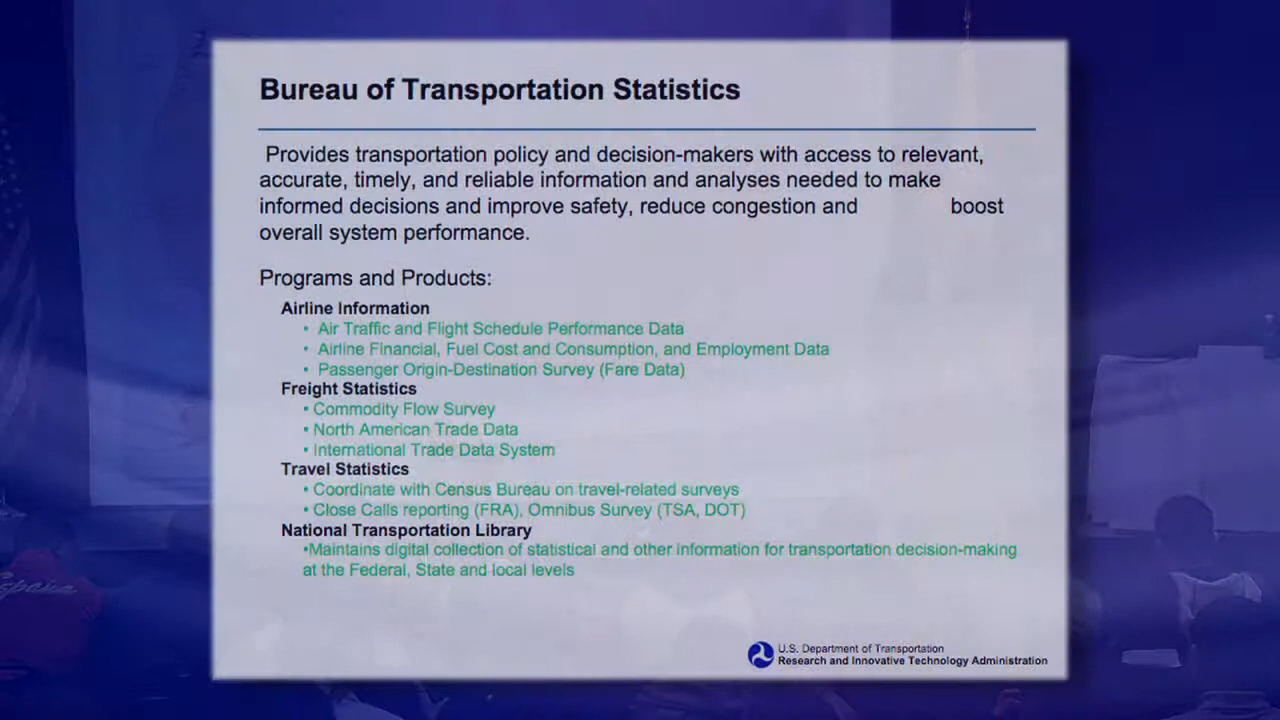 Bureau of Transportation Statistics
Provides transportation policy and decision-makers with access to relevant,
accurate, timely, and reliable information and analyses needed to make
informed decisions and improve safety, reduce congestion and boost
overall system performance.
Programs and Products:
Airline Information
• Air Traffic and Flight Schedule Performance Data
• Airline Financial, Fuel Cost and Consumption, and Employment Data
• Passenger Origin-Destination Survey (Fare Data)
Freight Statistics
• Commodity Flow Survey
• North American Trade Data
• International Trade Data System
Travel Statistics
• Coordinate with Census Bureau on travel-related surveys
• Close Calls reporting (FRA), Omnibus Survey (TSA, DOT)
National Transportation Library
•Maintains digital collection of statistical and other information for transportation decision-making
at the Federal, State and local levels
U.S. Department of Transportation
Research and Innovative Technology Administration